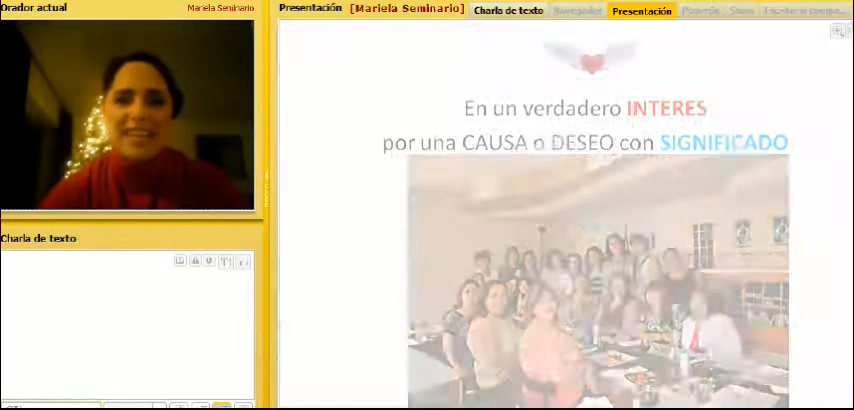 Orador actual
Mariela Seminario
Presentación [Mariela Seminario]
Charla de texto
Navegador
Presentación
Pizarrón
Show
En un verdadero INTERES
por una CAUSA o DESEO con SIGNIFICADO
Charla de texto